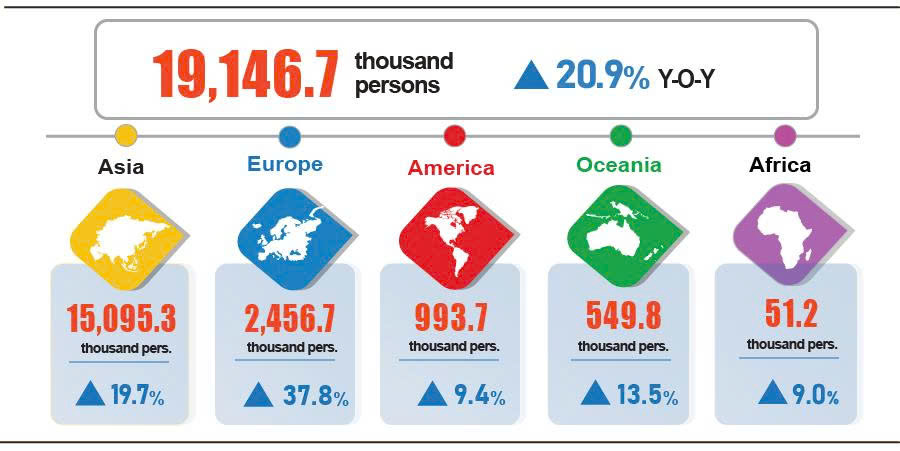 19,146.7 thousand persons ▲ 20.9% Y-O-Y
Asia Europe America Oceania Africa
15,095.3 2,456.7 993.7 549.8 51.2
thousand pers. thousand pers. thousand pers. thousand pers. thousand pers.
▲ 19.7% ▲ 37.8% ▲ 9.4% ▲ 13.5% ▲ 9.0%